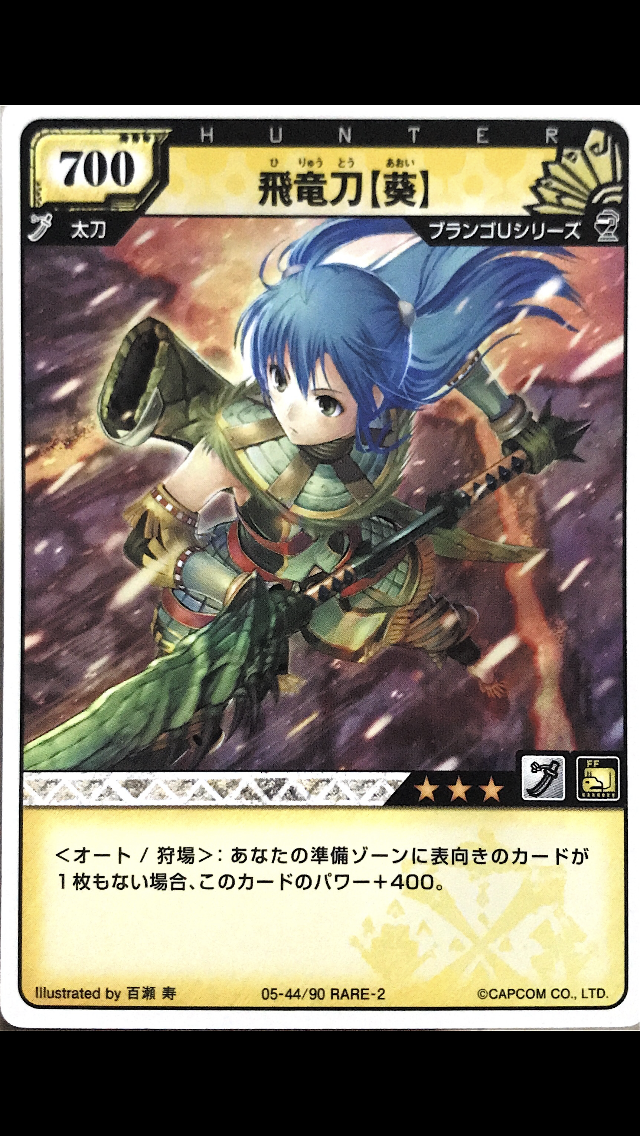 HUNTER
700
ひりゅうとう あおい
飛竜刀【葵】
太刀
ブランゴUシリーズ
FF
<オート / 狩場>:あなたの準備ゾーンに表向きのカードが
1枚もない場合、このカードのパワー+400。
Illustrated by 百瀬 寿
05-44/90 RARE-2
©CAPCOM CO., LTD.